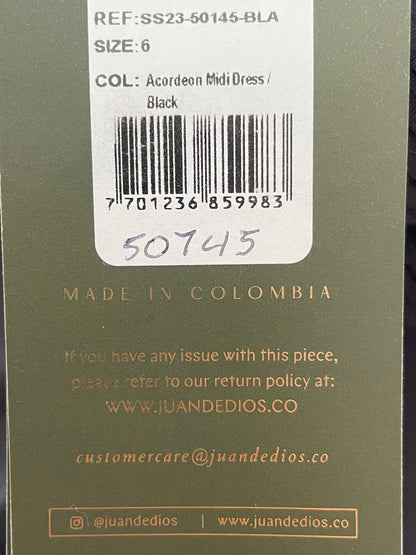 REF:SS23-50145-BLA
SIZE:6
COL: Acordeon Midi Dress /
Black
7 701236 859983
50745
MADE IN COLOMBIA
If you have any issue with this piece,
please refer to our return policy at:
WWW.JUANDEDIOS.CO
customercare@juandedios.co
@juandedios | www.juandedios.co